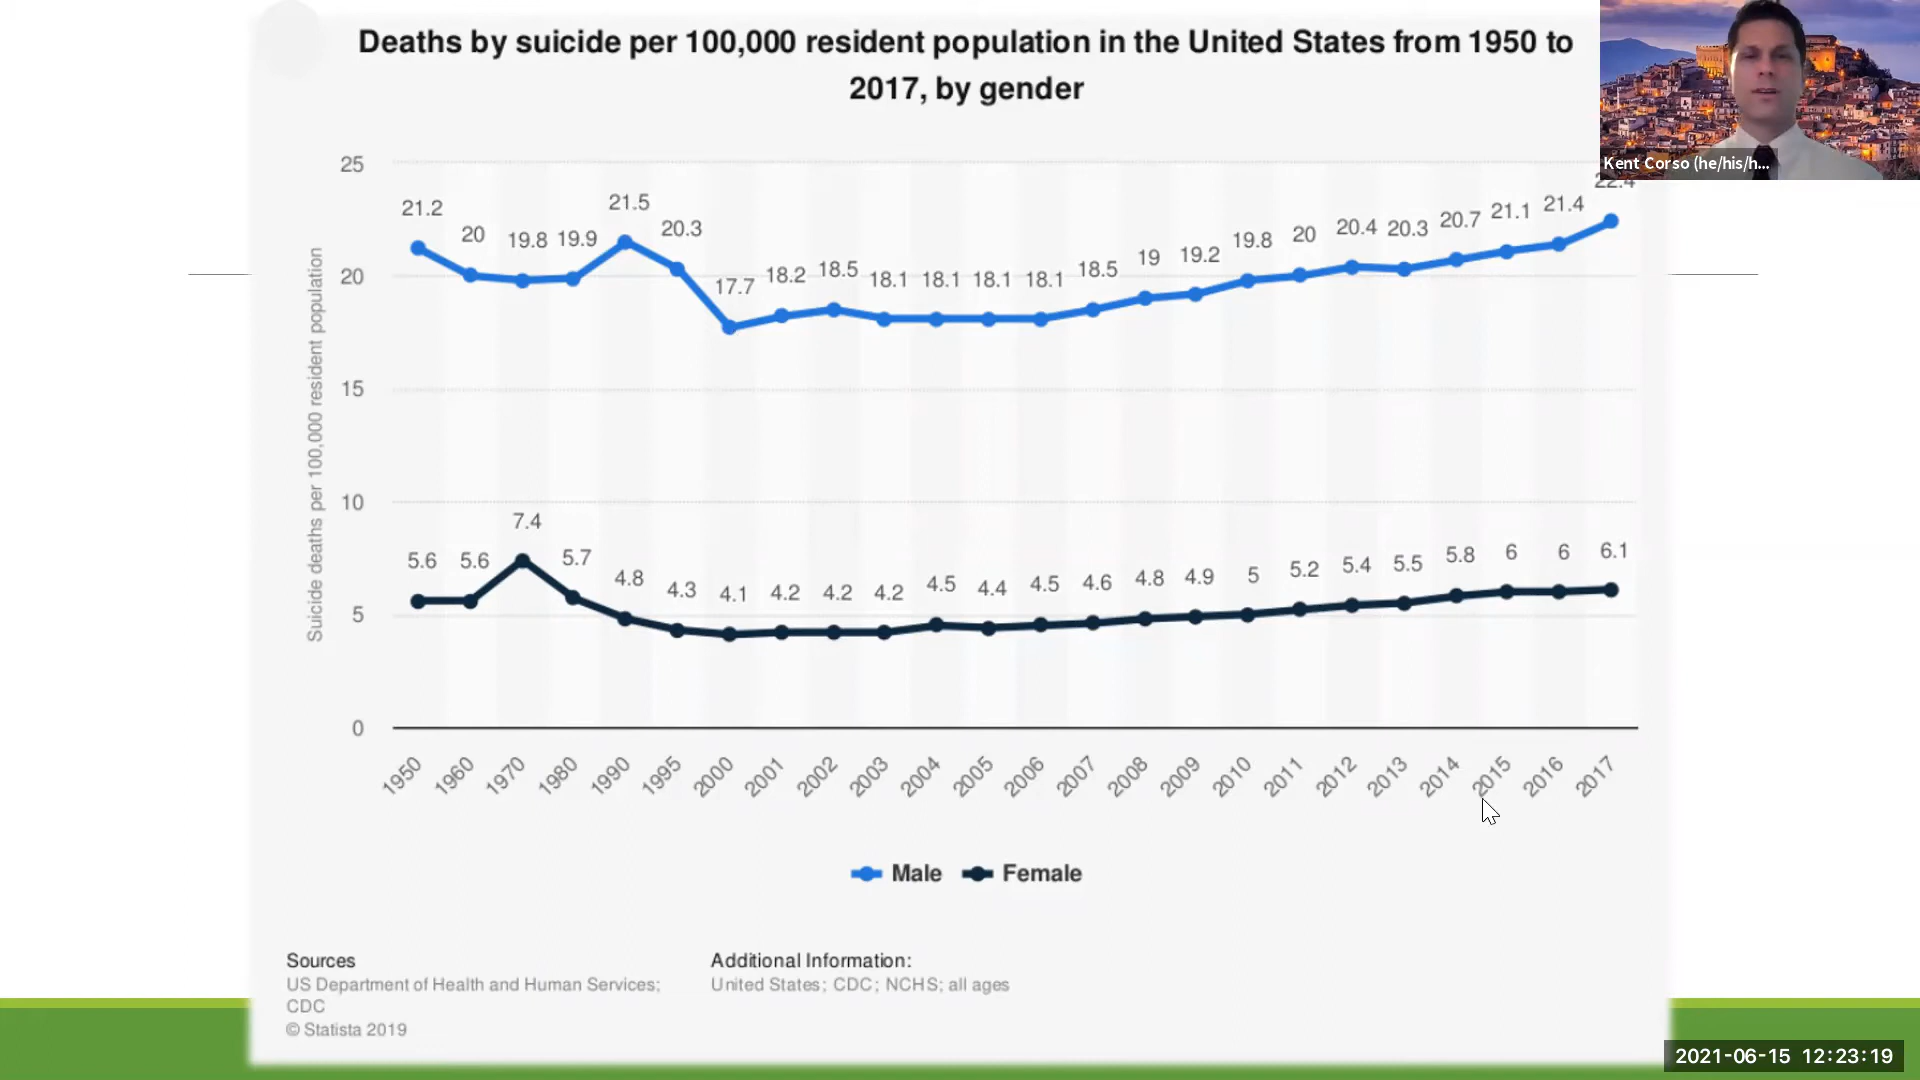 Deaths by suicide per 100,000 resident population in the United States from 1950 to
2017, by gender
Kent Corso (he/his/h...
Suicide deaths per 100,000 resident population
25
20
15
10
5
0
21.2 20 19.8 19.9 21.5 20.3 17.7 18.2 18.5 18.1 18.1 18.1 18.1 18.5 19 19.2 19.8 20 20.4 20.3 20.7 21.1 21.4 22.4
5.6 5.6 7.4 5.7 4.8 4.3 4.1 4.2 4.2 4.2 4.5 4.4 4.5 4.6 4.8 4.9 5 5.2 5.4 5.5 5.8 6 6 6.1
1950 1960 1970 1980 1990 1995 2000 2001 2002 2003 2004 2005 2006 2007 2008 2009 2010 2011 2012 2013 2014 2015 2016 2017
Male Female
Sources
US Department of Health and Human Services;
CDC
© Statista 2019
Additional Information:
United States; CDC; NCHS; all ages
2021-06-15 12:23:19